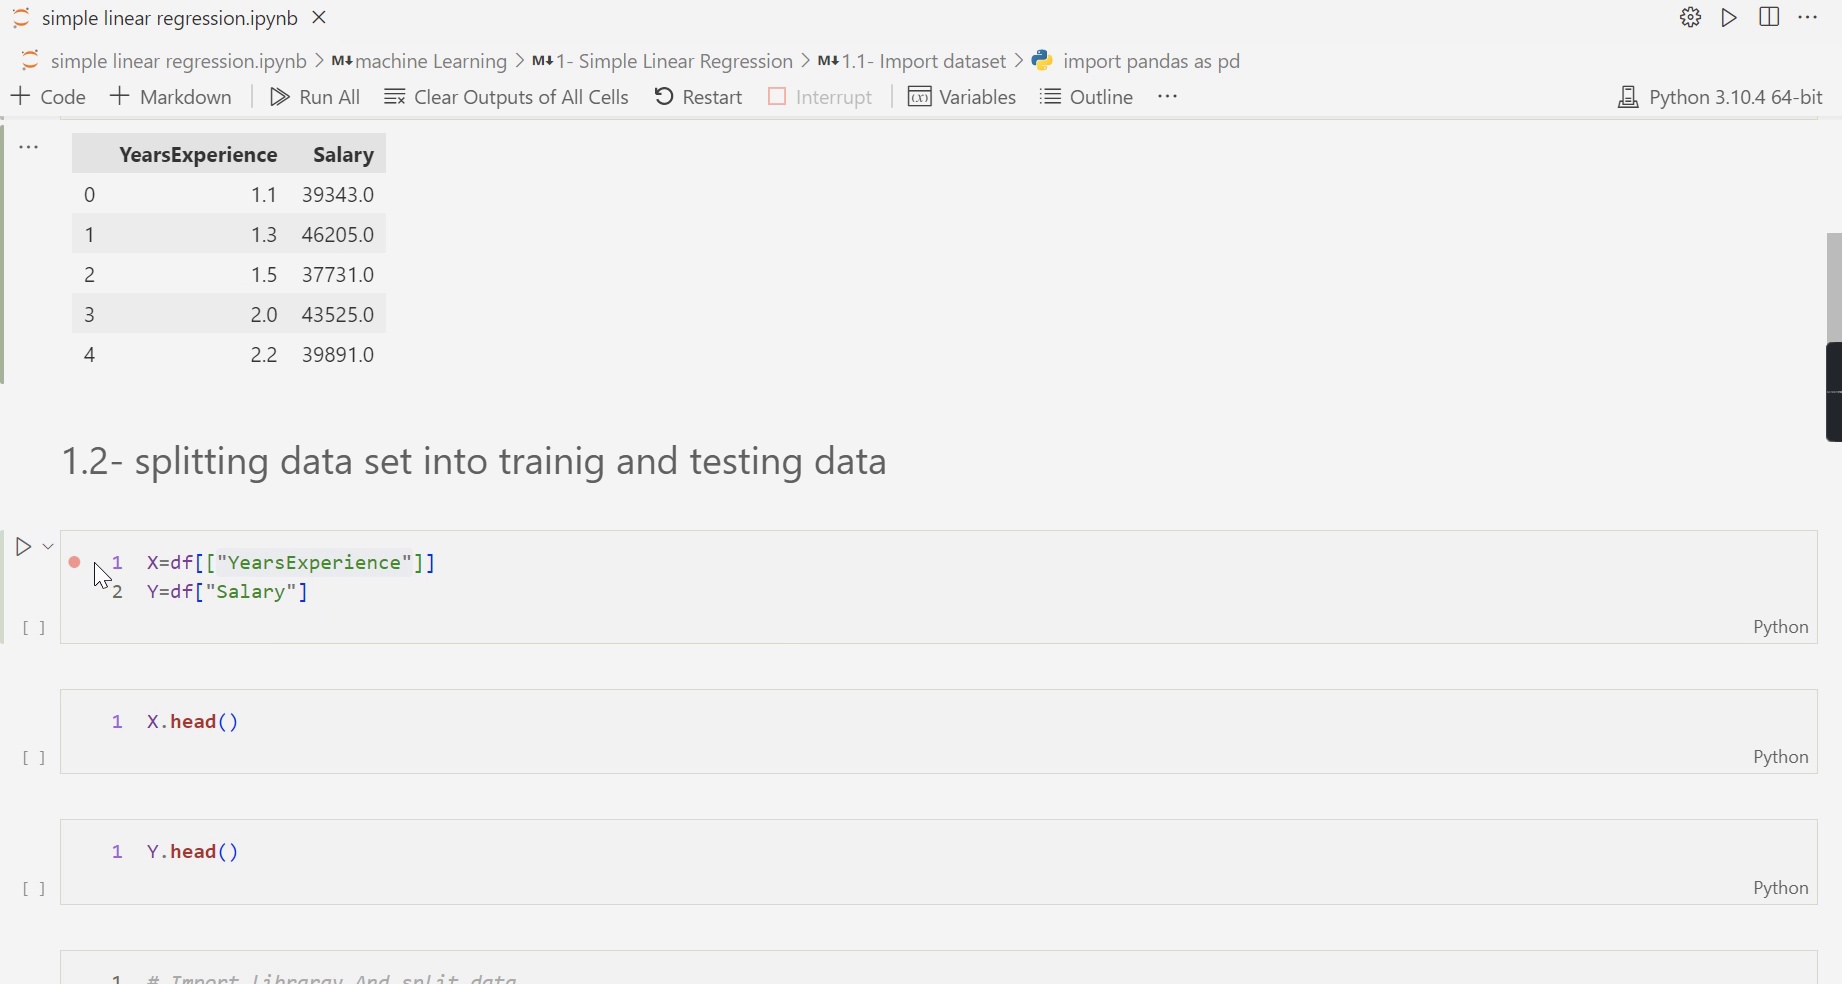 simple linear regression.ipynb
simple linear regression.ipynb > M↓ machine Learning > M↓ 1- Simple Linear Regression > M↓ 1.1- Import dataset > import pandas as pd
+ Code + Markdown Run All Clear Outputs of All Cells Restart Interrupt Variables Outline ... Python 3.10.4 64-bit
YearsExperience Salary
0 1.1 39343.0
1 1.3 46205.0
2 1.5 37731.0
3 2.0 43525.0
4 2.2 39891.0
1.2- splitting data set into trainig and testing data
1 X=df[["YearsExperience"]]
2 Y=df["Salary"]
[ ] Python
1 X.head()
[ ] Python
1 Y.head()
[ ] Python
1 # Import libraray And split data